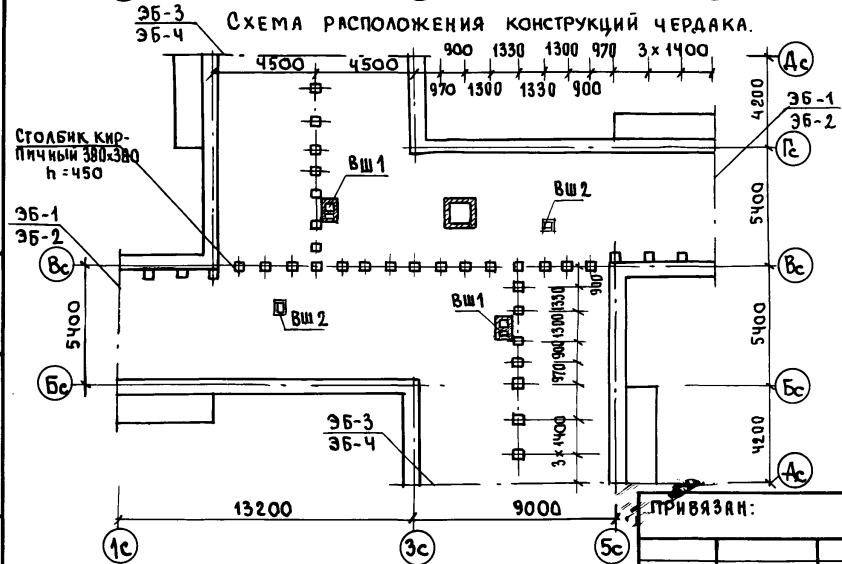 ЭБ-3
ЭБ-4
СХЕМА РАСПОЛОЖЕНИЯ КОНСТРУКЦИЙ ЧЕРДАКА.
4500 4500
900 1330 1300 970 3×1400
970 1300 1330 900
Дс
4200
ЭБ-1
ЭБ-2
СТОЛБИК КИР-
ПИЧНЫЙ 380×380
h=450
ВШ1
ВШ2
Гс
5400
ЭБ-1
ЭБ-2
Вс
Вс
900
5400
ВШ2
ВШ1
970 900 1300 1330
5400
Бс
Бс
ЭБ-3
ЭБ-4
3×1400
4200
Ас
13200
9000
ПРИВЯЗАН:
1с
3с
5с